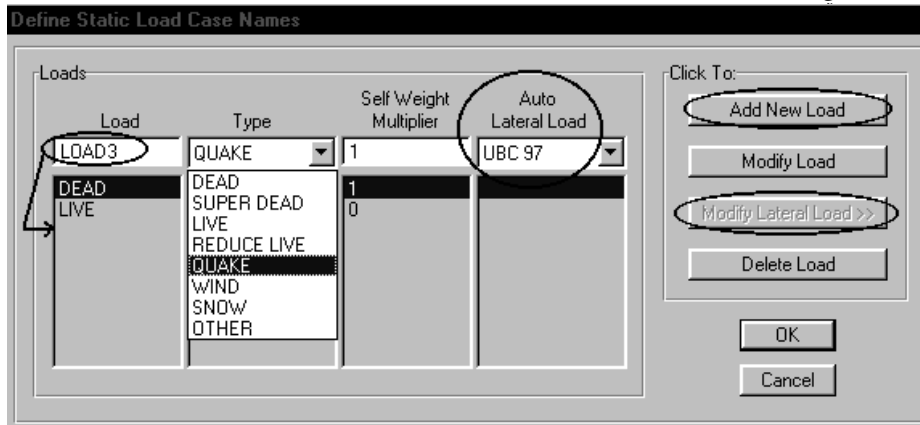 Define Static Load Case Names
Loads
Click To:
Load Type Self Weight Multiplier Auto Lateral Load
LOAD3 QUAKE 1 UBC 97
DEAD 1
LIVE 0
DEAD
SUPER DEAD
LIVE
REDUCE LIVE
QUAKE
WIND
SNOW
OTHER
Add New Load
Modify Load
Modify Lateral Load >>
Delete Load
OK
Cancel